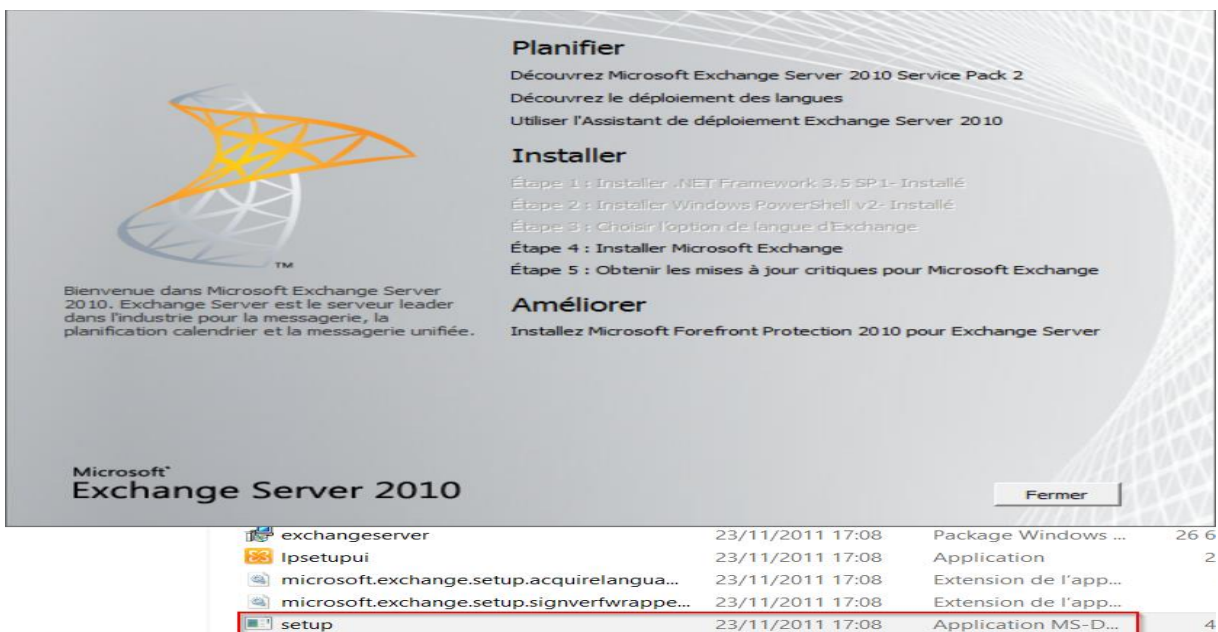 Planifier
Découvrez Microsoft Exchange Server 2010 Service Pack 2
Découvrez le déploiement des langues
Utiliser l'Assistant de déploiement Exchange Server 2010
Installer
Étape 1 : Installer .NET Framework 3.5 SP1- Installé
Étape 2 : Installer Windows PowerShell v2- Installé
Étape 3 : Choisir l'option de langue d'Exchange
Étape 4 : Installer Microsoft Exchange
Étape 5 : Obtenir les mises à jour critiques pour Microsoft Exchange
Améliorer
Installez Microsoft Forefront Protection 2010 pour Exchange Server
TM
Bienvenue dans Microsoft Exchange Server
2010. Exchange Server est le serveur leader
dans l'industrie pour la messagerie, la
planification calendrier et la messagerie unifiée.
Microsoft
Exchange Server 2010
Fermer
exchangeserver 23/11/2011 17:08 Package Windows ... 26 6
lpsetupui 23/11/2011 17:08 Application 2
microsoft.exchange.setup.acquirelangua... 23/11/2011 17:08 Extension de l'app...
microsoft.exchange.setup.signverfwrappe... 23/11/2011 17:08 Extension de l'app...
setup 23/11/2011 17:08 Application MS-D... 4